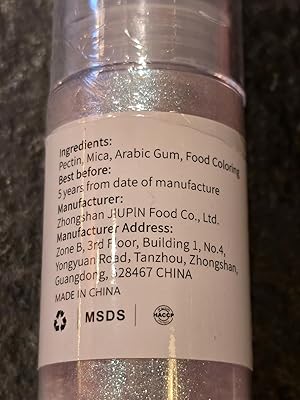 Ingredients:
Pectin, Mica, Arabic Gum, Food Coloring
Best before:
5 years from date of manufacture
Manufacturer:
Zhongshan JIUPIN Food Co., Ltd.
Manufacturer Address:
Zone B, 3rd Floor, Building 1, No.4,
Yongyuan Road, Tanzhou, Zhongshan,
Guangdong, 528467 CHINA
MADE IN CHINA
MSDS HACCP